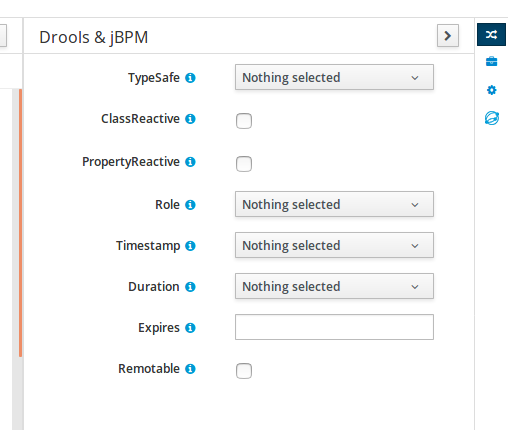 Drools & jBPM
TypeSafe Nothing selected
ClassReactive
PropertyReactive
Role Nothing selected
Timestamp Nothing selected
Duration Nothing selected
Expires
Remotable